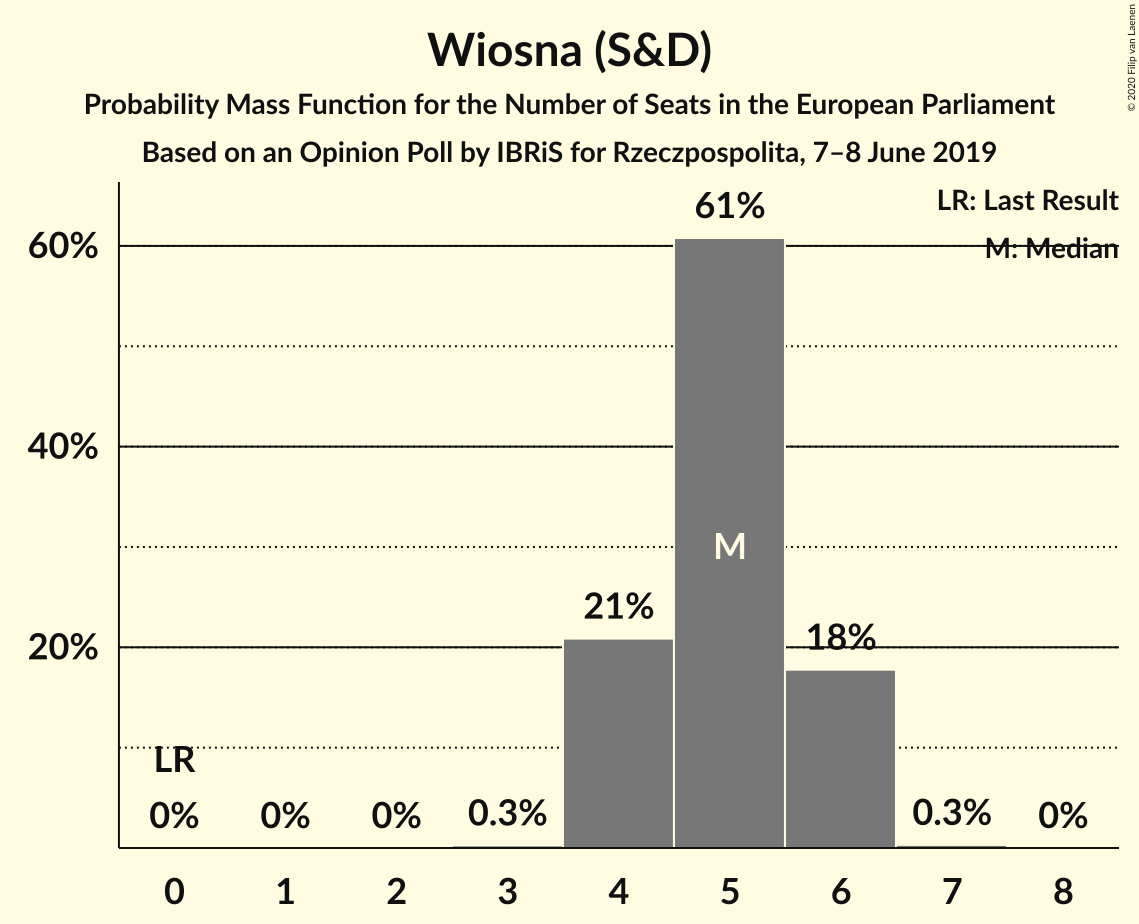 Wiosna (S&D)
Probability Mass Function for the Number of Seats in the European Parliament
Based on an Opinion Poll by IBRiS for Rzeczpospolita, 7–8 June 2019
© 2020 Filip van Laenen
LR: Last Result
M: Median
60%
40%
20%
61%
M
21%
18%
LR
0%
0%
0%
0.3%
0.3%
0%
0 1 2 3 4 5 6 7 8